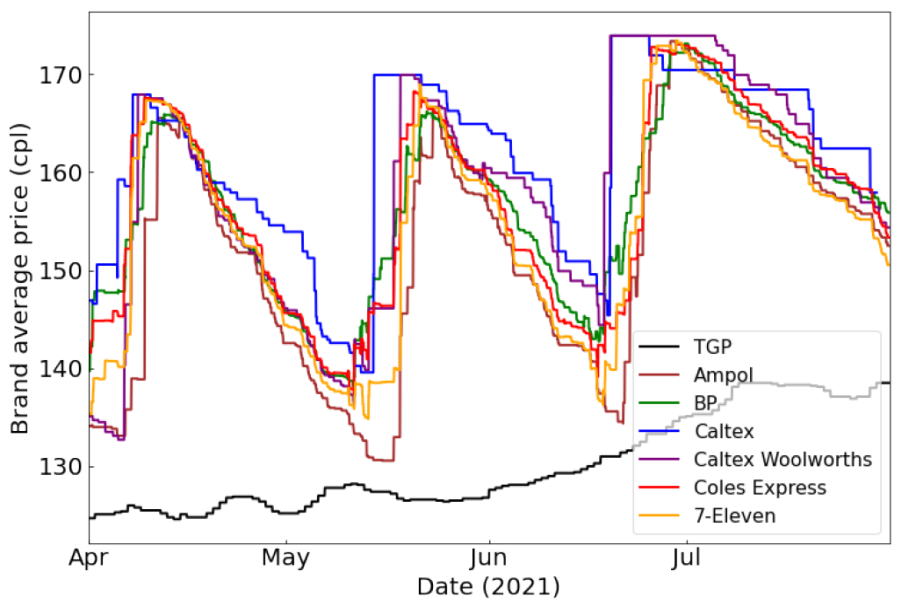 Brand average price (cpl)
170
160
150
140
130
TGP
Ampol
BP
Caltex
Caltex Woolworths
Coles Express
7-Eleven
Apr May Jun Jul
Date (2021)